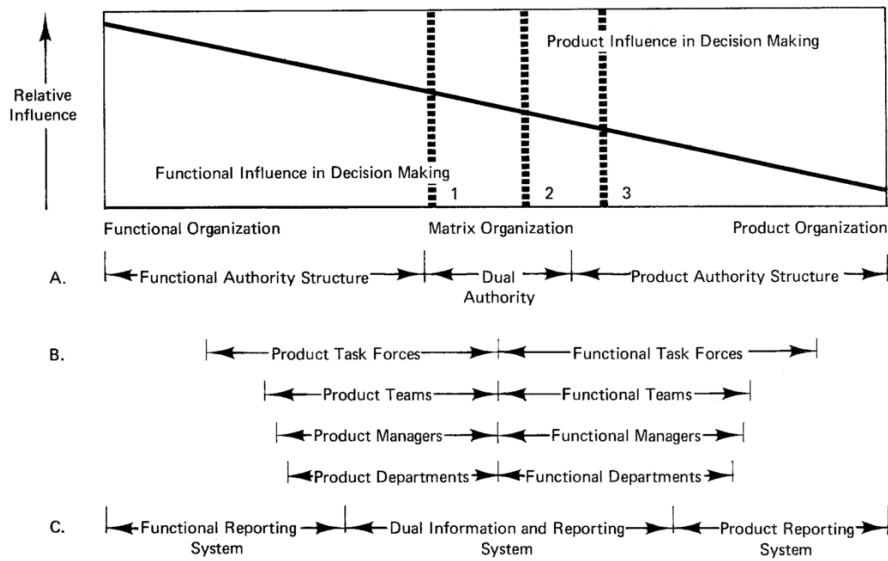 Product Influence in Decision Making
Relative
Influence
Functional Influence in Decision Making
1
2
3
Functional Organization
Matrix Organization
Product Organization
A.
Functional Authority Structure
Dual
Authority
Product Authority Structure
B.
Product Task Forces
Functional Task Forces
Product Teams
Functional Teams
Product Managers
Functional Managers
Product Departments
Functional Departments
C.
Functional Reporting
System
Dual Information and Reporting
System
Product Reporting
System